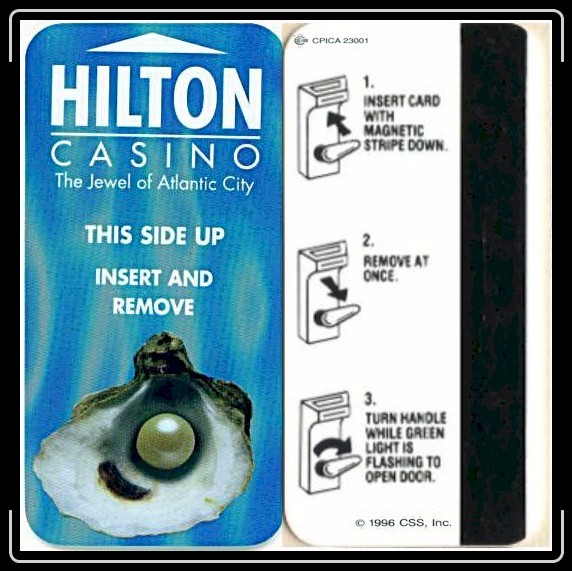 HILTON
CASINO
The Jewel of Atlantic City
THIS SIDE UP
INSERT AND
REMOVE
CPICA 23001
1.
INSERT CARD
WITH
MAGNETIC
STRIPE DOWN.
2.
REMOVE AT
ONCE.
3.
TURN HANDLE
WHILE GREEN
LIGHT IS
FLASHING TO
OPEN DOOR.
© 1996 CSS, Inc.